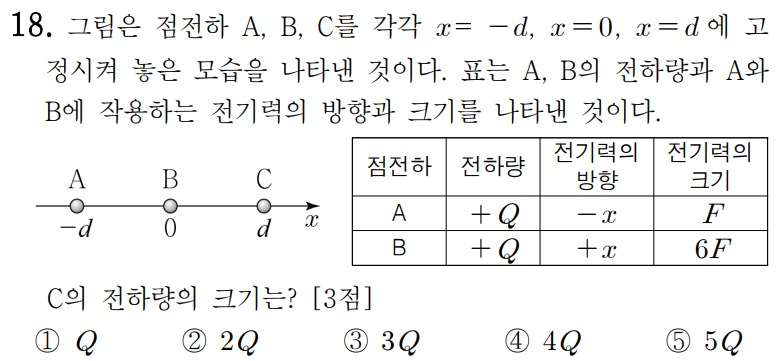 18. 그림은 점전하 A, B, C를 각각 x= −d, x=0, x=d에 고
정시켜 놓은 모습을 나타낸 것이다. 표는 A, B의 전하량과 A와
B에 작용하는 전기력의 방향과 크기를 나타낸 것이다.
A B C
−d 0 d x
점전하 전하량 전기력의 방향 전기력의 크기
A +Q −x F
B +Q +x 6F
C의 전하량의 크기는? [3점]
① Q ② 2Q ③ 3Q ④ 4Q ⑤ 5Q